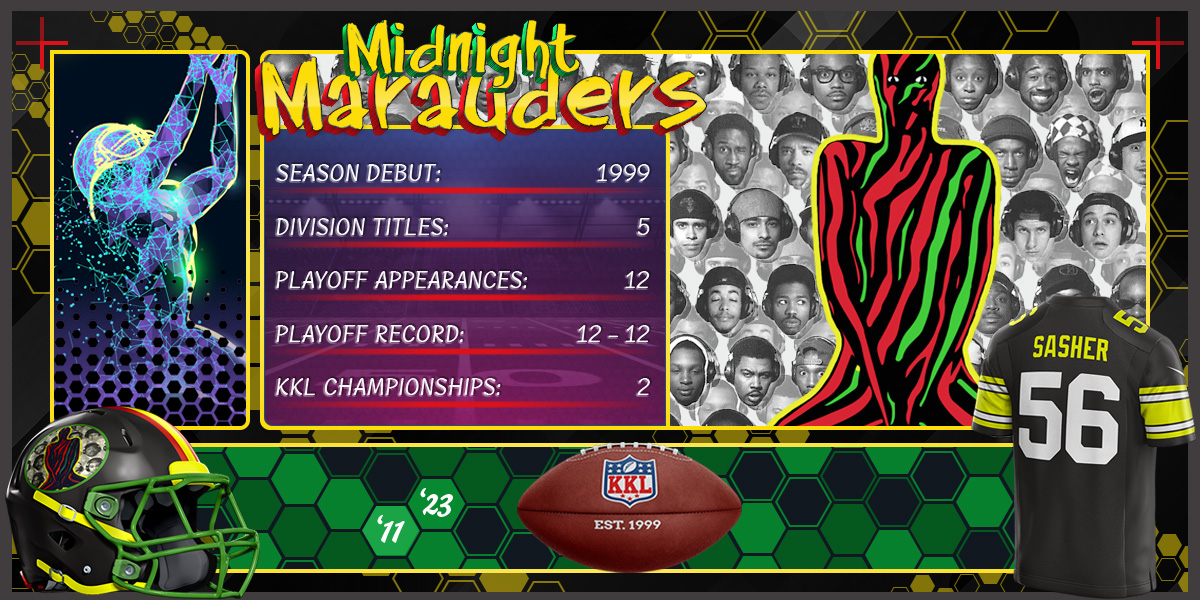 Midnight
Marauders
SEASON DEBUT: 1999
DIVISION TITLES: 5
PLAYOFF APPEARANCES: 12
PLAYOFF RECORD: 12 – 12
KKL CHAMPIONSHIPS: 2
SASHER
56
5
‘11
‘23
KKL
EST. 1999